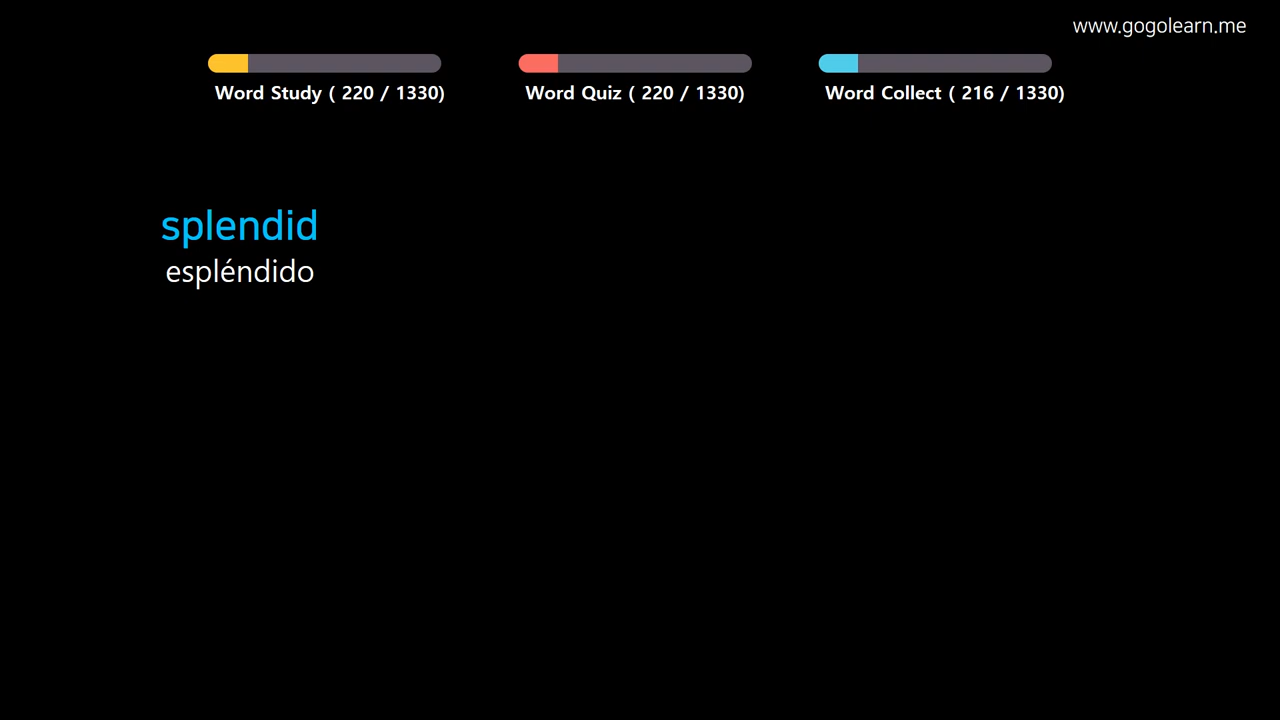 www.gogolearn.me
Word Study ( 220 / 1330)
Word Quiz ( 220 / 1330)
Word Collect ( 216 / 1330)
splendid
espléndido